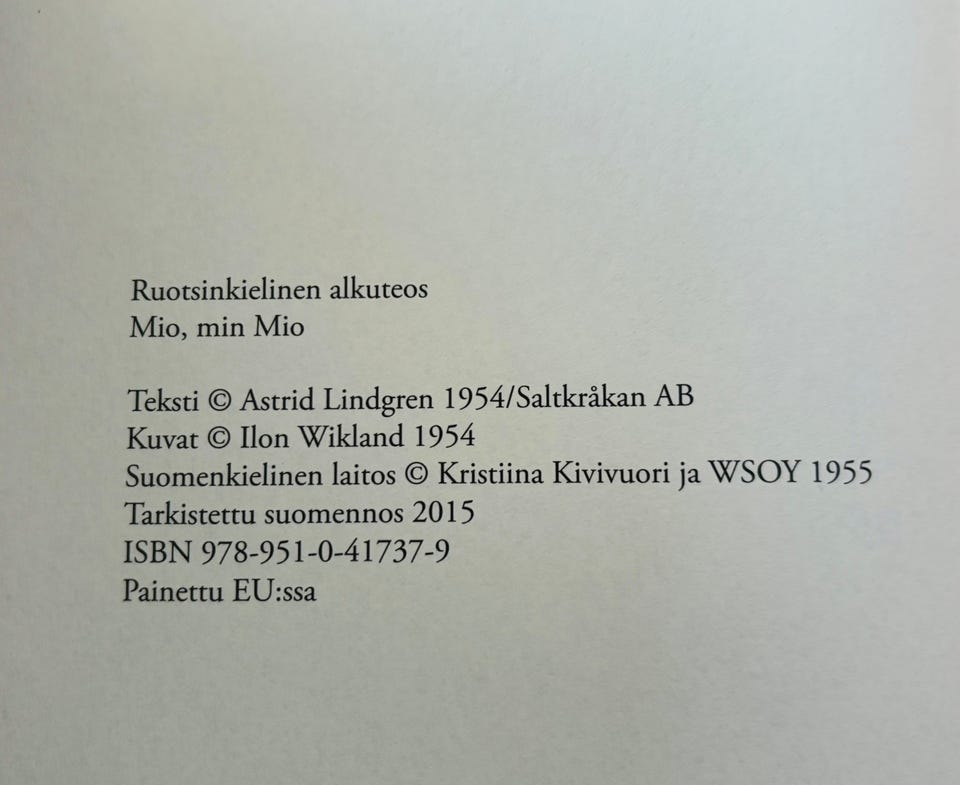 Ruotsinkielinen alkuteos
Mio, min Mio
Teksti © Astrid Lindgren 1954/Saltkråkan AB
Kuvat © Ilon Wikland 1954
Suomenkielinen laitos © Kristiina Kivivuori ja WSOY 1955
Tarkistettu suomennos 2015
ISBN 978-951-0-41737-9
Painettu EU:ssa